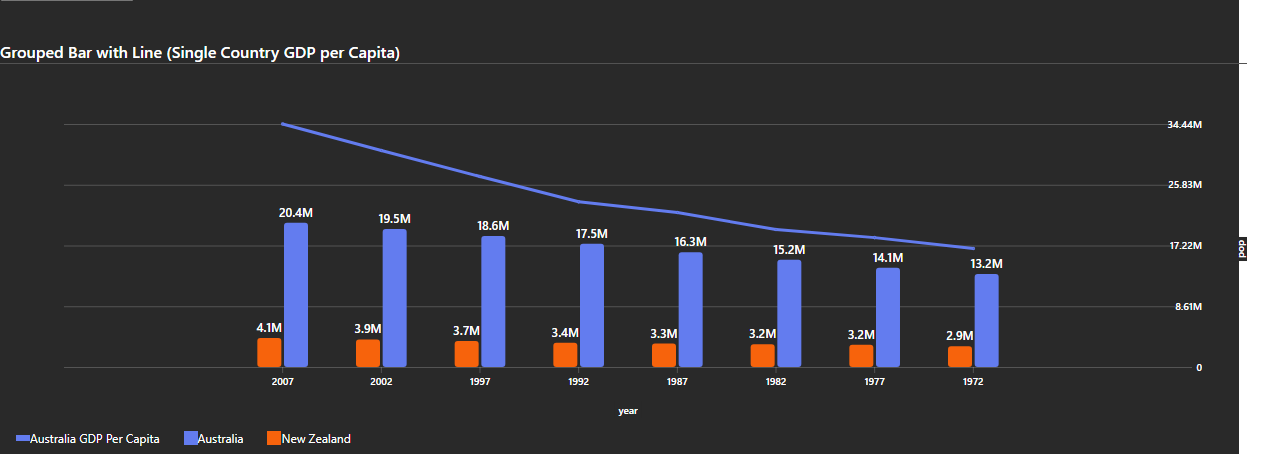 Grouped Bar with Line (Single Country GDP per Capita)
34.44M
25.83M
17.22M
8.61M
0
pop
20.4M
19.5M
18.6M
17.5M
16.3M
15.2M
14.1M
13.2M
4.1M
3.9M
3.7M
3.4M
3.3M
3.2M
3.2M
2.9M
2007 2002 1997 1992 1987 1982 1977 1972
year
Australia GDP Per Capita Australia New Zealand